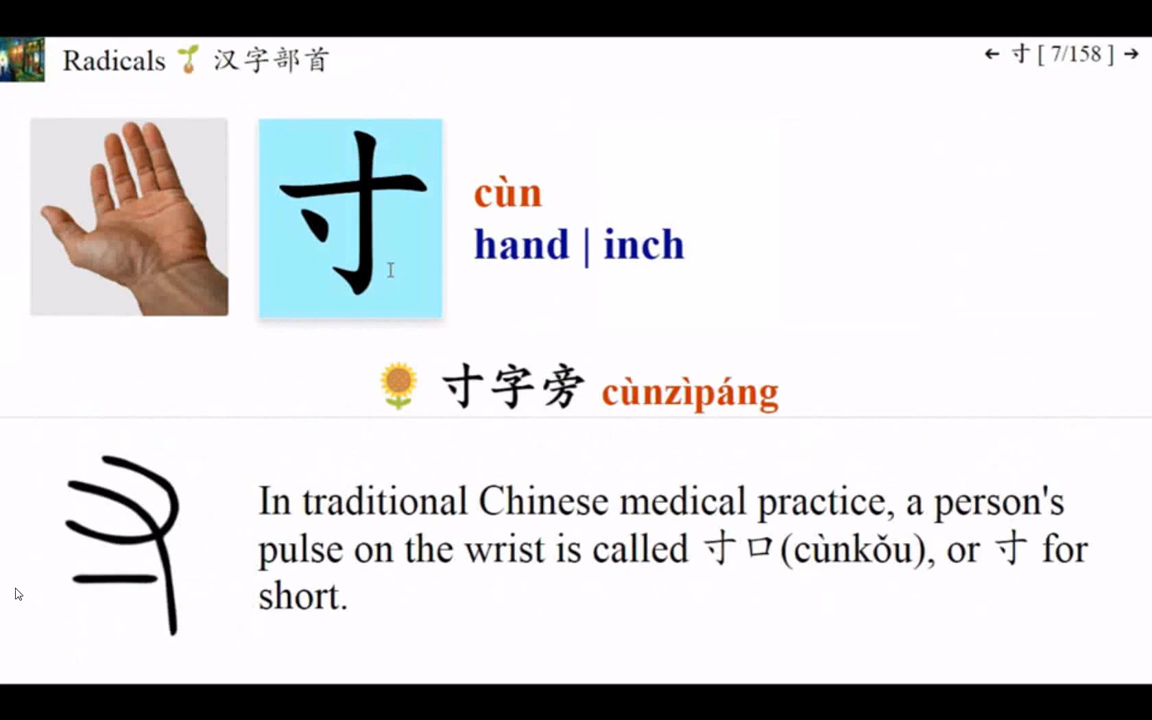 Radicals 🌱 汉字部首
← 寸 [ 7/158 ] →
寸
cùn
hand | inch
🌻 寸字旁 cùnzìpáng
In traditional Chinese medical practice, a person's
pulse on the wrist is called 寸口(cùnkǒu), or 寸 for
short.